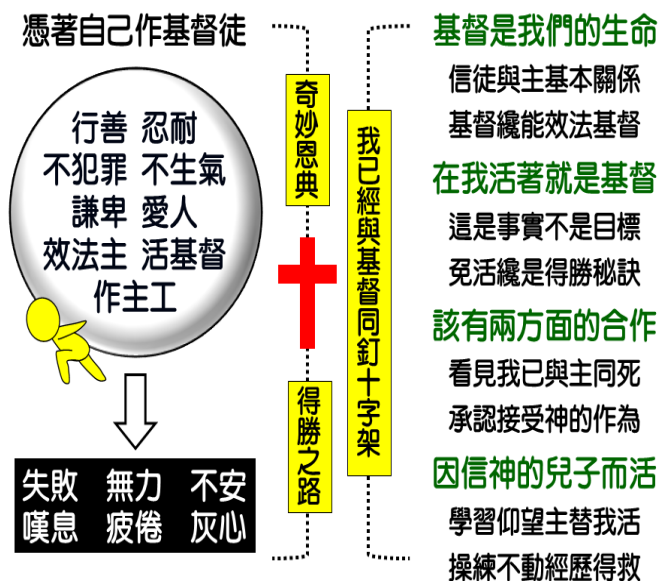 憑著自己作基督徒
行善 忍耐
不犯罪 不生氣
謙卑 愛人
效法主 活基督
作主工
失敗 無力 不安
嘆息 疲倦 灰心
奇妙恩典
得勝之路
我已經與基督同釘十字架
基督是我們的生命
信徒與主基本關係
基督纔能效法基督
在我活著就是基督
這是事實不是目標
免活纔是得勝秘訣
該有兩方面的合作
看見我已與主同死
承認接受神的作為
因信神的兒子而活
學習仰望主替我活
操練不動經歷得救